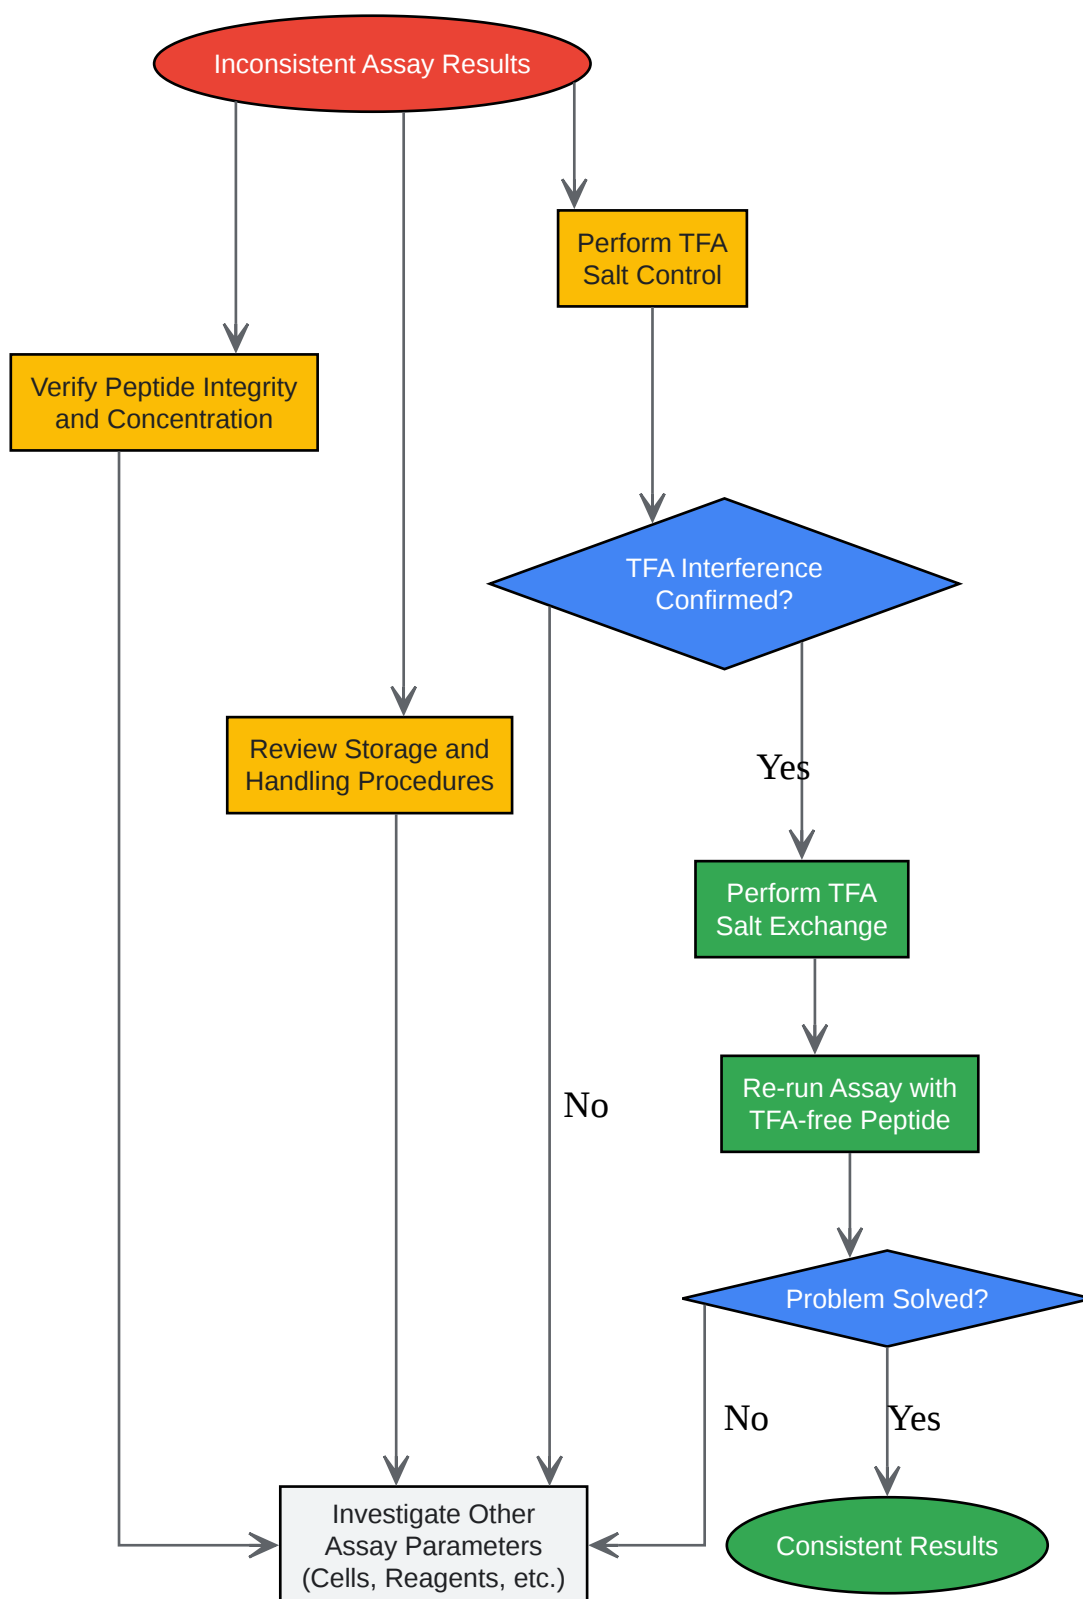 Inconsistent Assay Results
Perform TFA
Salt Control
Verify Peptide Integrity
and Concentration
TFA Interference
Confirmed?
Review Storage and
Handling Procedures
Yes
Perform TFA
Salt Exchange
Re-run Assay with
TFA-free Peptide
No
Problem Solved?
No
Yes
Investigate Other
Assay Parameters
(Cells, Reagents, etc.)
Consistent Results